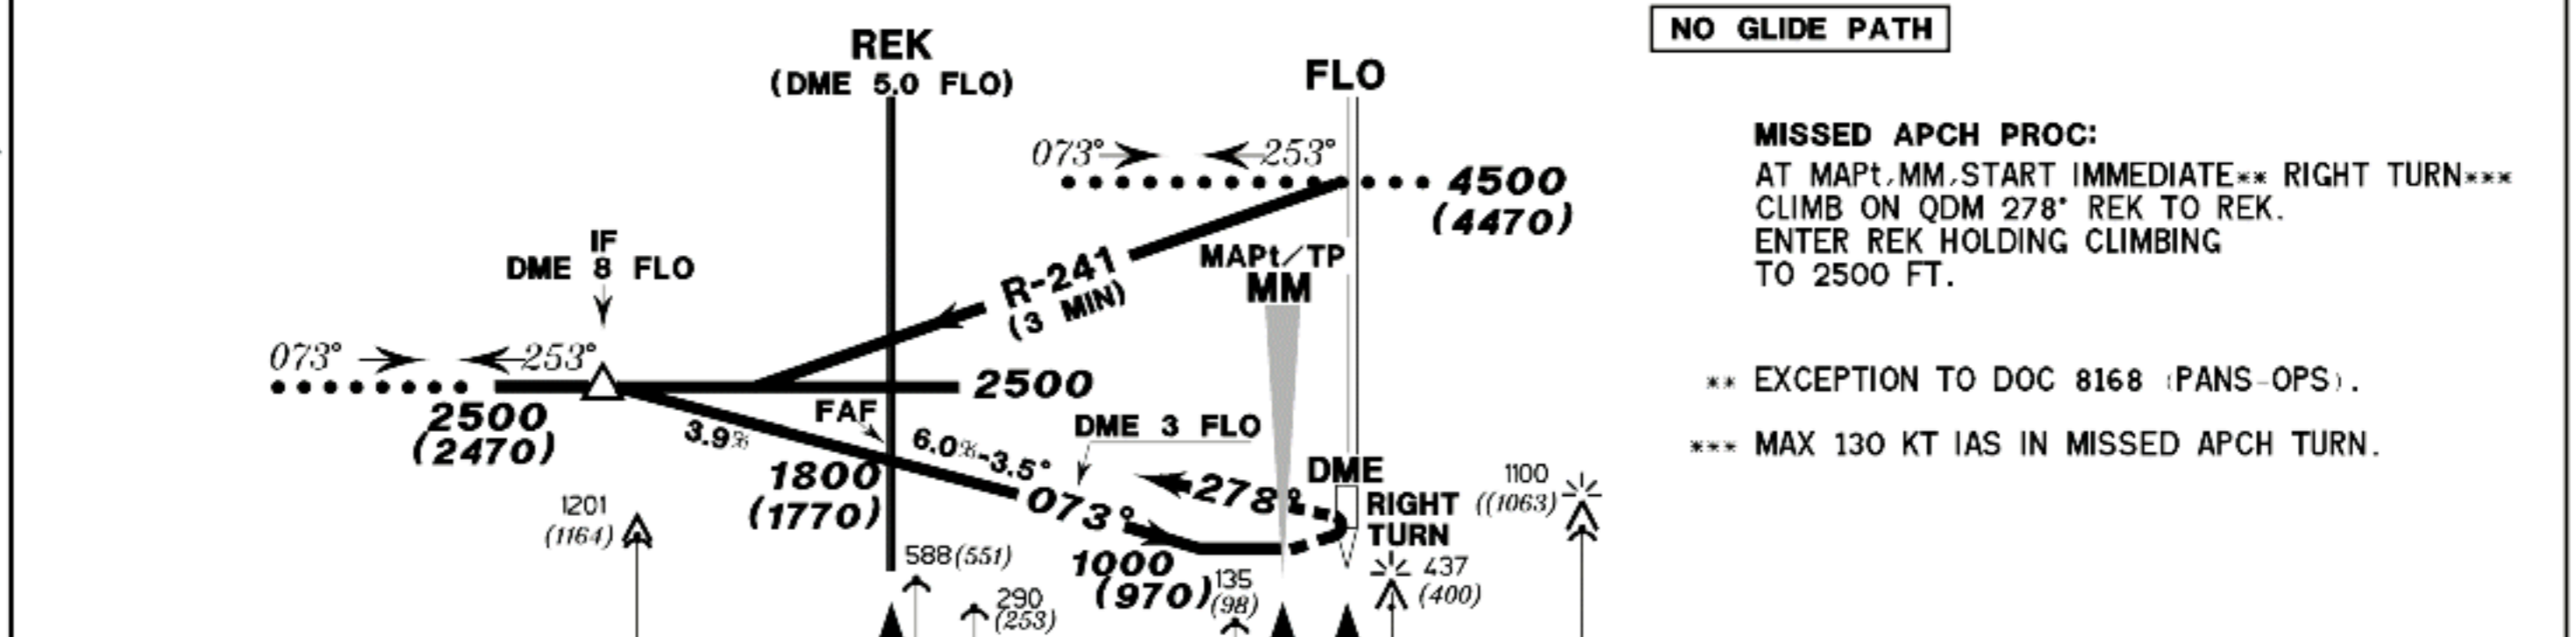 NO GLIDE PATH
REK
(DME 5.0 FLO)
FLO
073° 253°
4500
(4470)
MISSED APCH PROC:
AT MAPt,MM,START IMMEDIATE** RIGHT TURN***
CLIMB ON QDM 278° REK TO REK.
ENTER REK HOLDING CLIMBING
TO 2500 FT.
IF
DME 8 FLO
R-241
(3 MIN)
MAPt/TP
MM
073° 253°
2500
2500
(2470)
** EXCEPTION TO DOC 8168 (PANS-OPS).
*** MAX 130 KT IAS IN MISSED APCH TURN.
3.9%
FAF
6.0%-3.5°
DME 3 FLO
1800
(1770)
073°
278°
DME
RIGHT
TURN
1100
((1063)
1201
(1164)
588(551)
1000
(970)
290
(253)
135
(98)
437
(400)